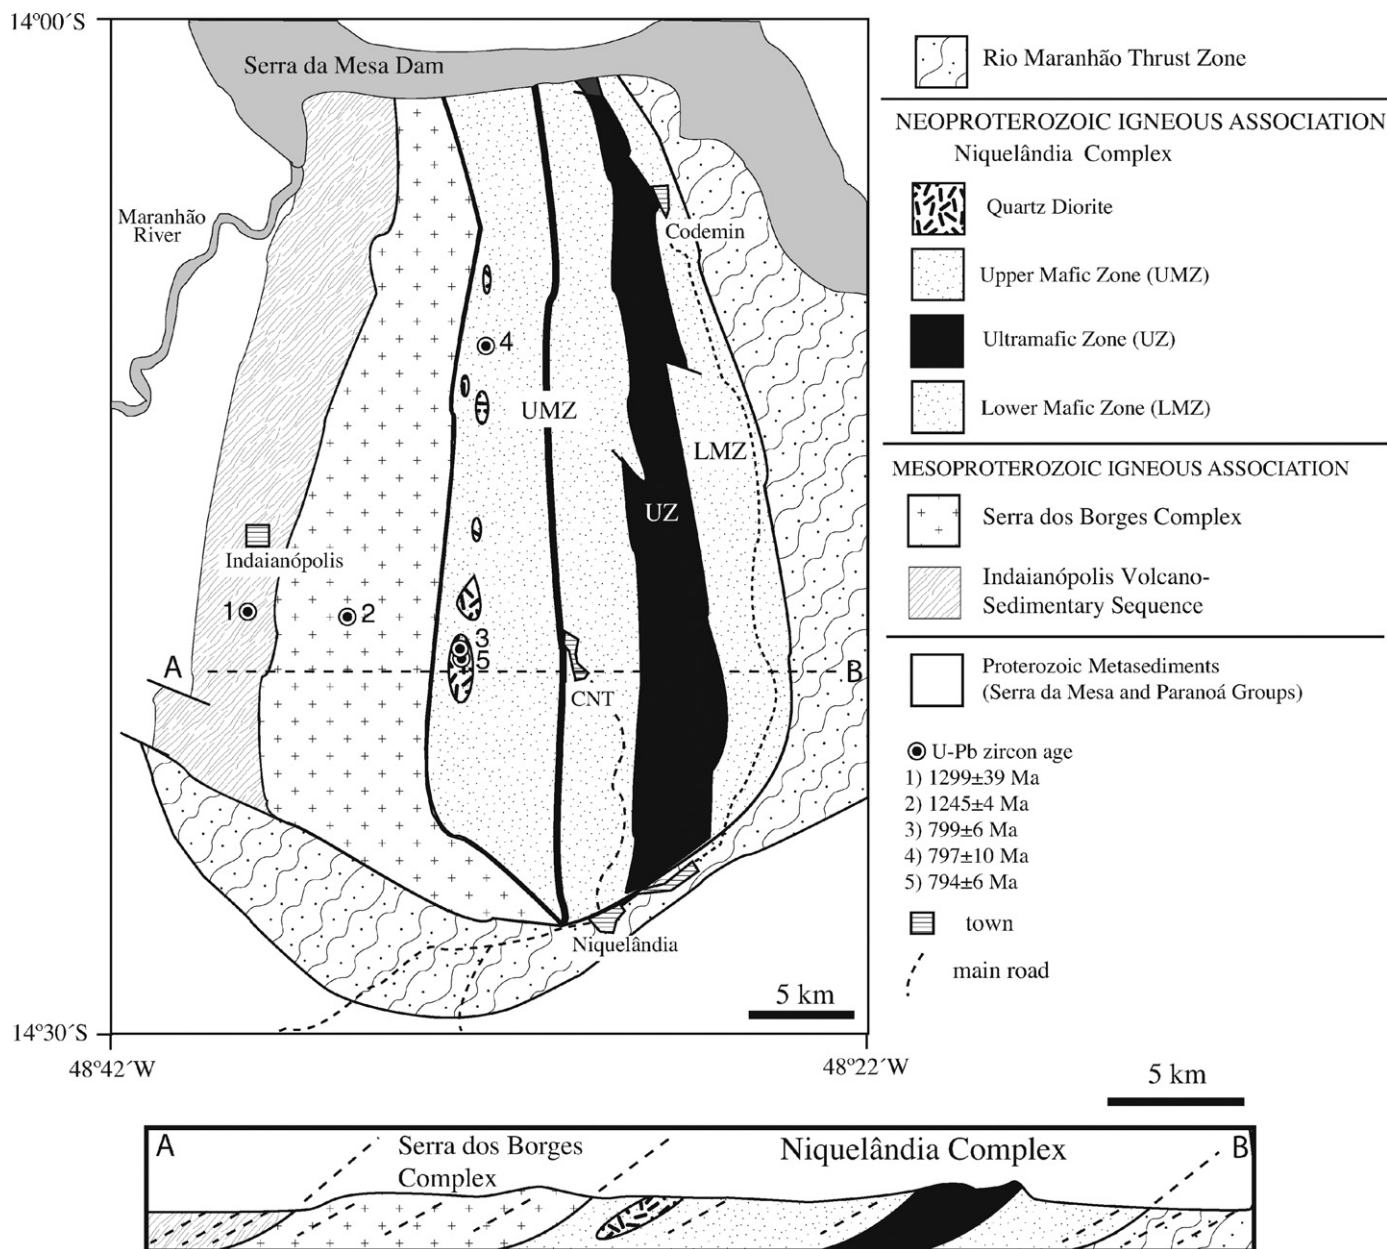 14°00´S
Serra da Mesa Dam
Maranhão
River
Codemin
4
UMZ
LMZ
UZ
Indaianópolis
1
2
3
5
A
B
CNT
Niquelândia
5 km
14°30´S
48°42´W
48°22´W
Rio Maranhão Thrust Zone
NEOPROTEROZOIC IGNEOUS ASSOCIATION
Niquelândia Complex
Quartz Diorite
Upper Mafic Zone (UMZ)
Ultramafic Zone (UZ)
Lower Mafic Zone (LMZ)
MESOPROTEROZOIC IGNEOUS ASSOCIATION
Serra dos Borges Complex
Indaianópolis Volcano-
Sedimentary Sequence
Proterozoic Metasediments
(Serra da Mesa and Paranoá Groups)
U-Pb zircon age
1) 1299±39 Ma
2) 1245±4 Ma
3) 799±6 Ma
4) 797±10 Ma
5) 794±6 Ma
town
main road
5 km
A
Serra dos Borges
Complex
Niquelândia Complex
B